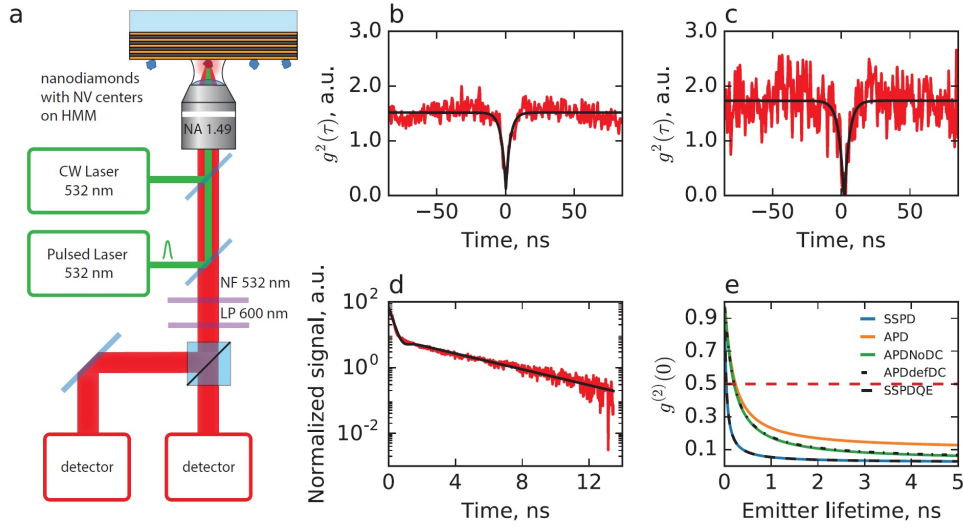 a
nanodiamonds
with NV centers
on HMM
NA 1.49
CW Laser
532 nm
Pulsed Laser
532 nm
NF 532 nm
LP 600 nm
detector
detector
b
g²(τ), a.u.
3.0
2.0
1.0
0.0
−50
0
50
Time, ns
c
g²(τ), a.u.
3.0
2.0
1.0
0.0
−50
0
50
Time, ns
d
Normalized signal, a.u.
10²
10⁰
10⁻²
0
4
8
12
Time, ns
e
g⁽²⁾(0)
0.9
0.7
0.5
0.3
0.1
SSPD
APD
APDNoDC
APDdefDC
SSPDQE
0
1
2
3
4
5
Emitter lifetime, ns